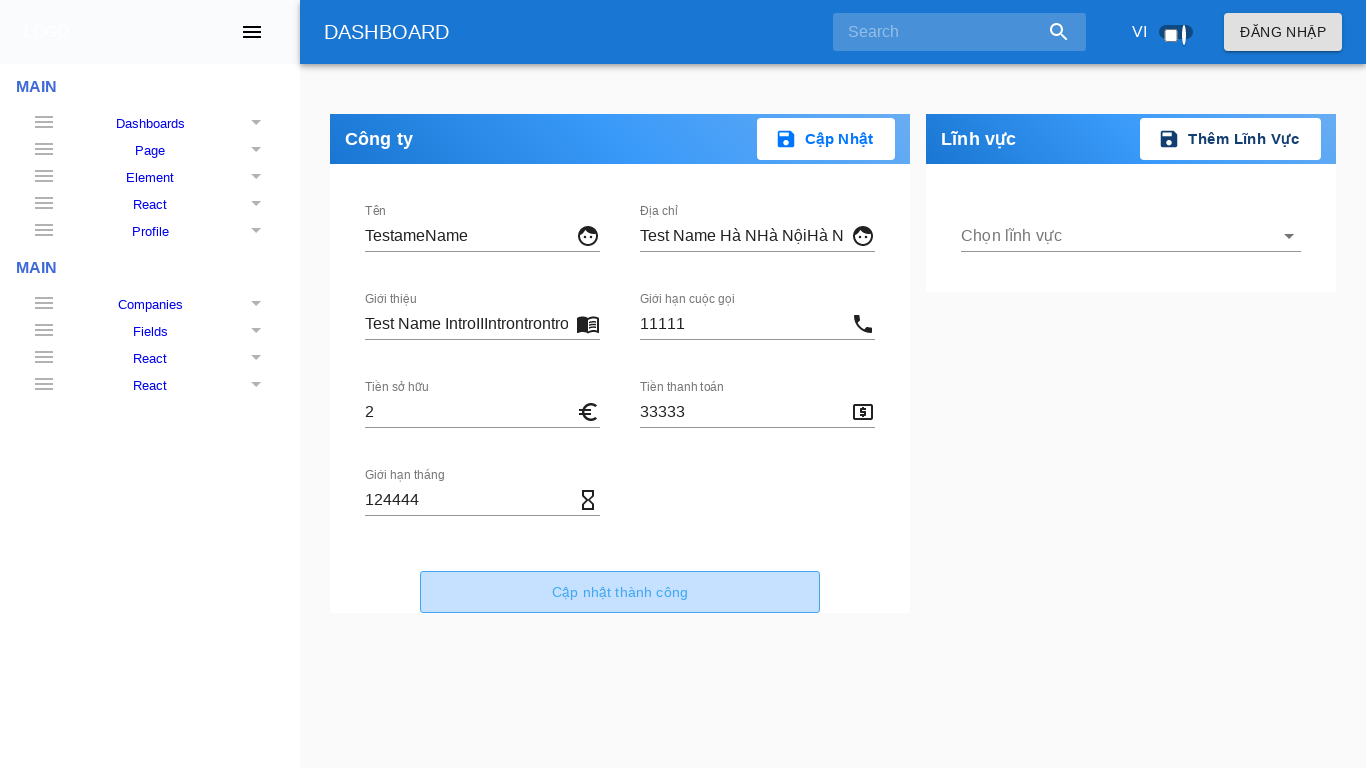 DASHBOARD
Search
VI
ĐĂNG NHẬP
MAIN
Dashboards
Page
Element
React
Profile
MAIN
Companies
Fields
React
React
Công ty
Cập Nhật
Tên
TestameName
Địa chỉ
Test Name Hà NHà NộiHà N
Giới thiệu
Test Name IntroIIIntrontrontro
Giới hạn cuộc gọi
11111
Tiền sở hữu
2
Tiền thanh toán
33333
Giới hạn tháng
124444
Cập nhật thành công
Lĩnh vực
Thêm Lĩnh Vực
Chọn lĩnh vực